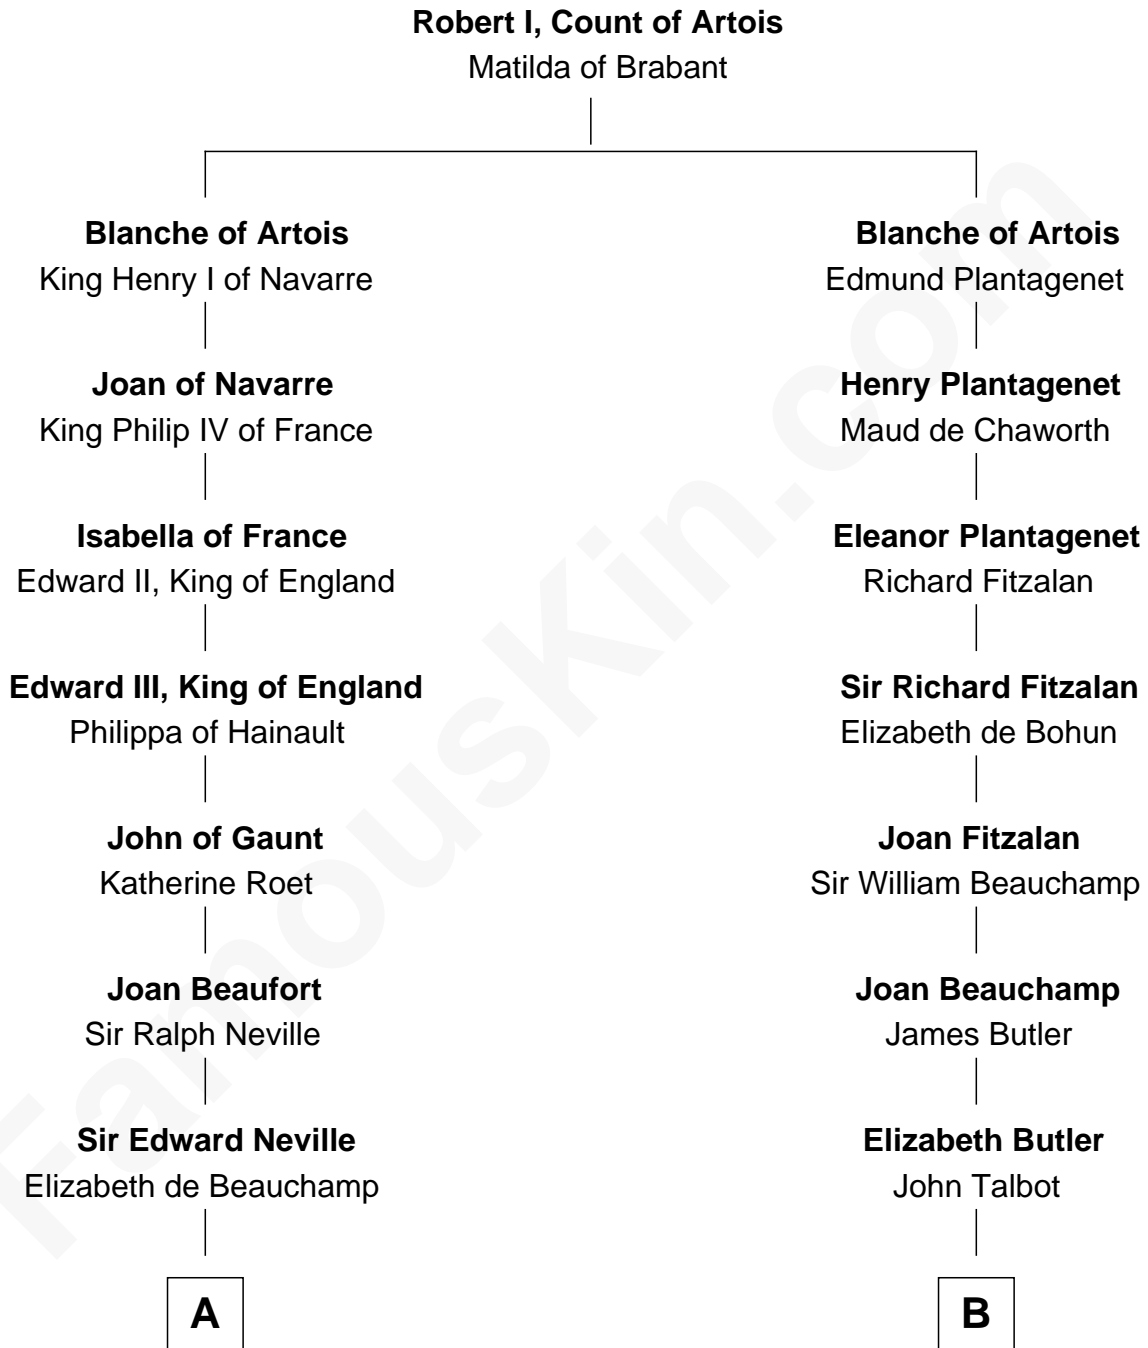 Robert I, Count of Artois
Matilda of Brabant
Blanche of Artois
King Henry I of Navarre
Joan of Navarre
King Philip IV of France
Isabella of France
Edward II, King of England
Edward III, King of England
Philippa of Hainault
John of Gaunt
Katherine Roet
Joan Beaufort
Sir Ralph Neville
Sir Edward Neville
Elizabeth de Beauchamp
A
Blanche of Artois
Edmund Plantagenet
Henry Plantagenet
Maud de Chaworth
Eleanor Plantagenet
Richard Fitzalan
Sir Richard Fitzalan
Elizabeth de Bohun
Joan Fitzalan
Sir William Beauchamp
Joan Beauchamp
James Butler
Elizabeth Butler
John Talbot
B
FamousKin.com